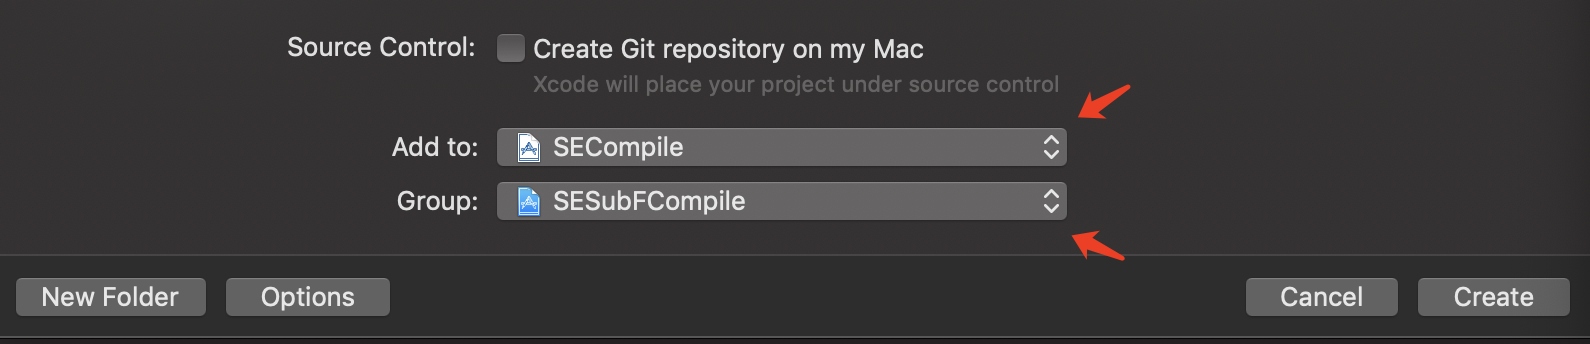 Source Control: Create Git repository on my Mac
Xcode will place your project under source control
Add to: SECompile
Group: SESubFCompile
New Folder Options Cancel Create